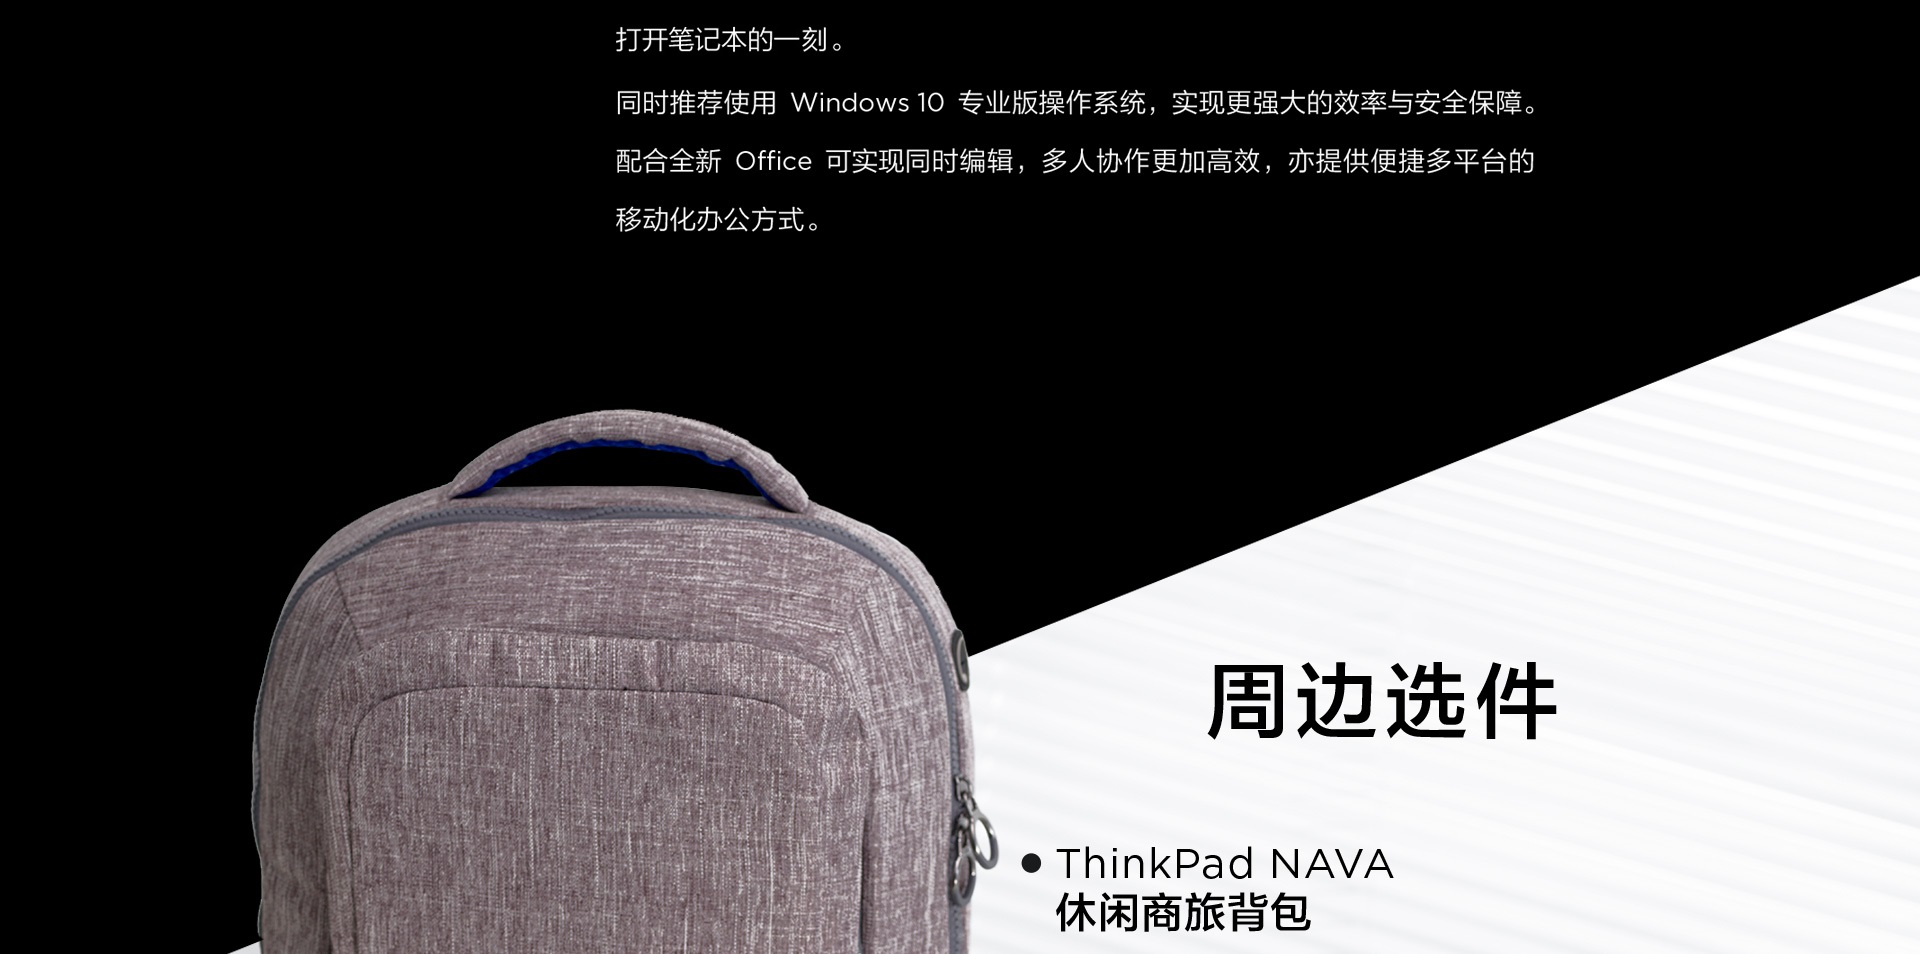 打开笔记本的一刻。
同时推荐使用 Windows 10 专业版操作系统，实现更强大的效率与安全保障。
配合全新 Office 可实现同时编辑，多人协作更加高效，亦提供便捷多平台的
移动化办公方式。
周边选件
● ThinkPad NAVA
休闲商旅背包